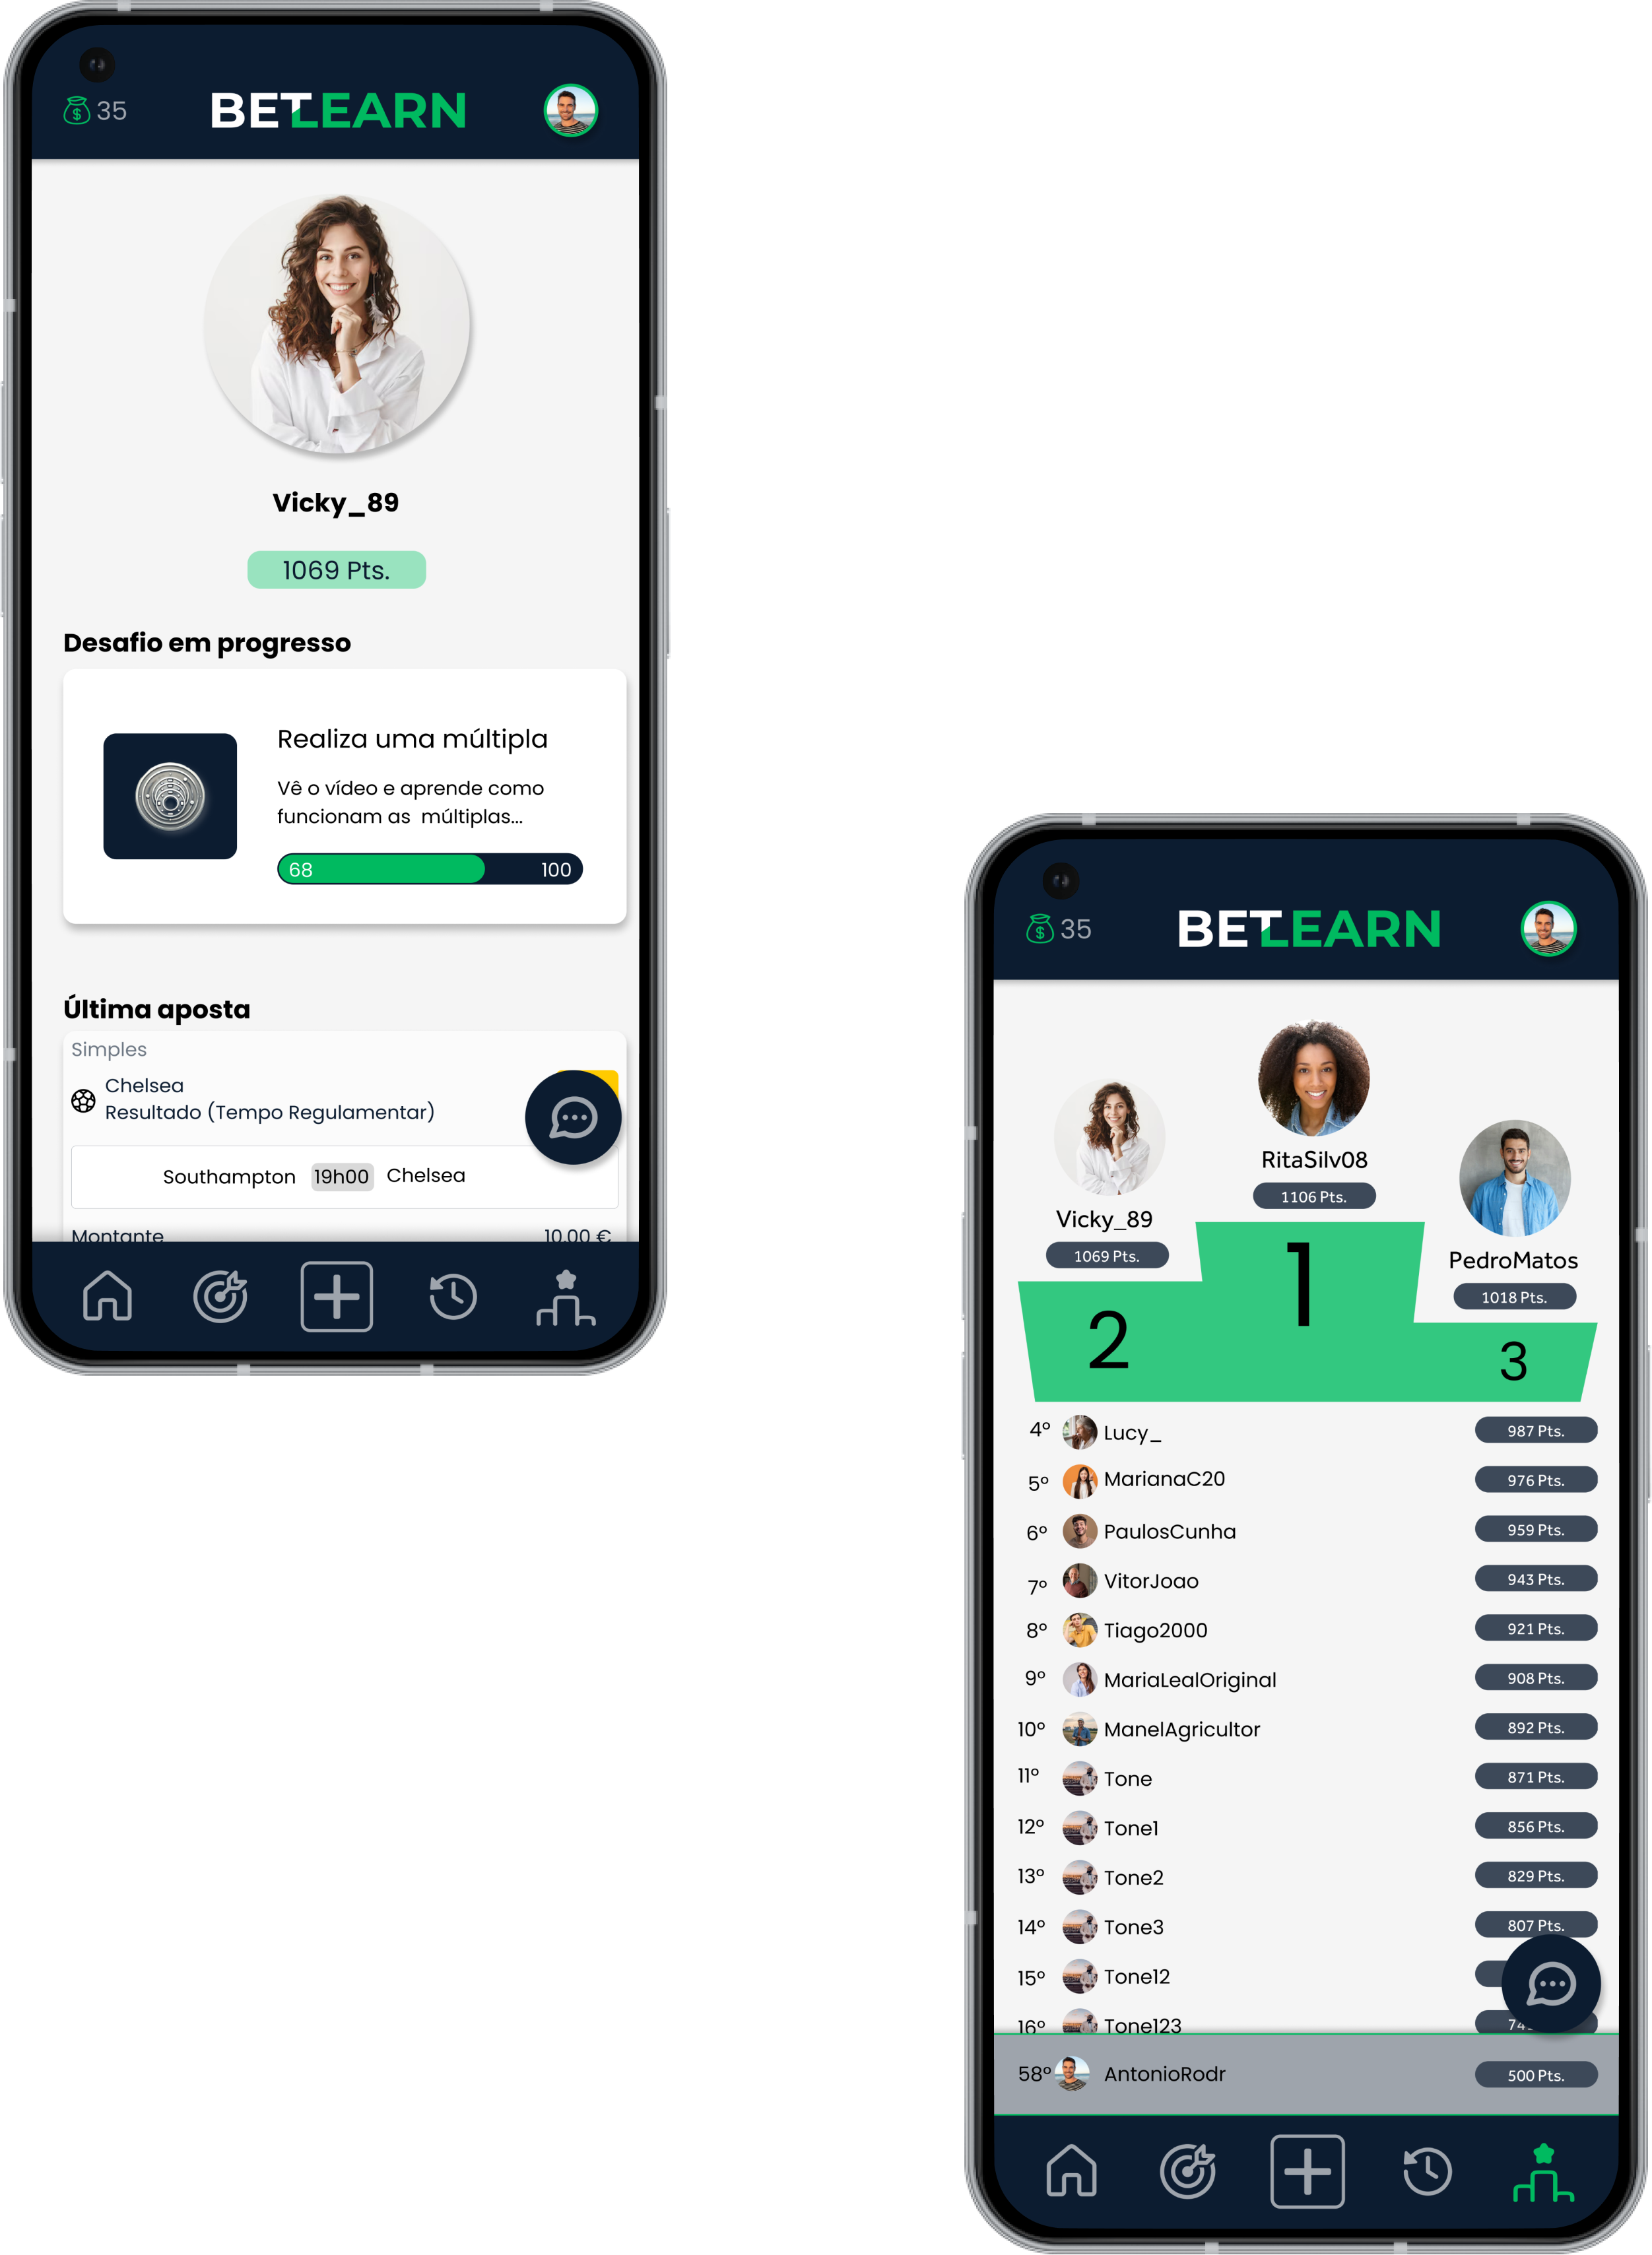 35
BETLEARN
Vicky_89
1069 Pts.
Desafio em progresso
Realiza uma múltipla
Vê o vídeo e aprende como
funcionam as múltiplas...
68 100
Última aposta
Simples
Chelsea
Resultado (Tempo Regulamentar)
Southampton 19h00 Chelsea
Montante 10.00 €
35
BETLEARN
RitaSilv08
1106 Pts.
Vicky_89
1069 Pts.
PedroMatos
1018 Pts.
1
2
3
4º Lucy_ 987 Pts.
5º MarianaC20 976 Pts.
6º PaulosCunha 959 Pts.
7º VitorJoao 943 Pts.
8º Tiago2000 921 Pts.
9º MariaLealOriginal 908 Pts.
10º ManelAgricultor 892 Pts.
11º Tone 871 Pts.
12º Tone1 856 Pts.
13º Tone2 829 Pts.
14º Tone3 807 Pts.
15º Tone12
16º Tone123
58º AntonioRodr 500 Pts.